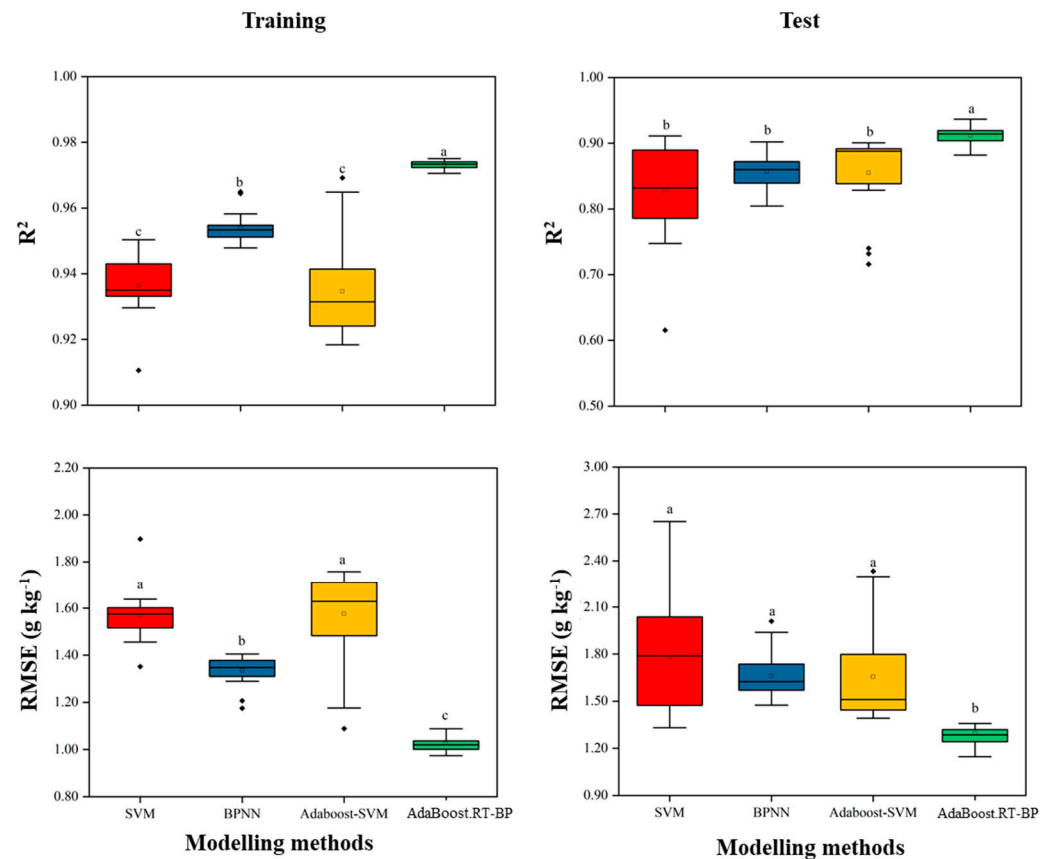 Training
Test
1.00
0.98
0.96
0.94
0.92
0.90
R²
c
b
c
a
1.00
0.90
0.80
0.70
0.60
0.50
R²
b
b
b
a
2.20
2.00
1.80
1.60
1.40
1.20
1.00
0.80
RMSE (g kg⁻¹)
a
b
a
c
SVM
BPNN
Adaboost-SVM
AdaBoost.RT-BP
Modelling methods
3.00
2.70
2.40
2.10
1.80
1.50
1.20
0.90
RMSE (g kg⁻¹)
a
a
a
b
SVM
BPNN
Adaboost-SVM
AdaBoost.RT-BP
Modelling methods